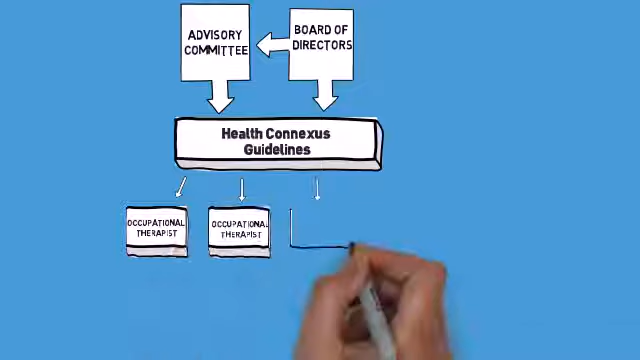 ADVISORY
COMMITTEE
BOARD OF
DIRECTORS
Health Connexus
Guidelines
OCCUPATIONAL
THERAPIST
OCCUPATIONAL
THERAPIST